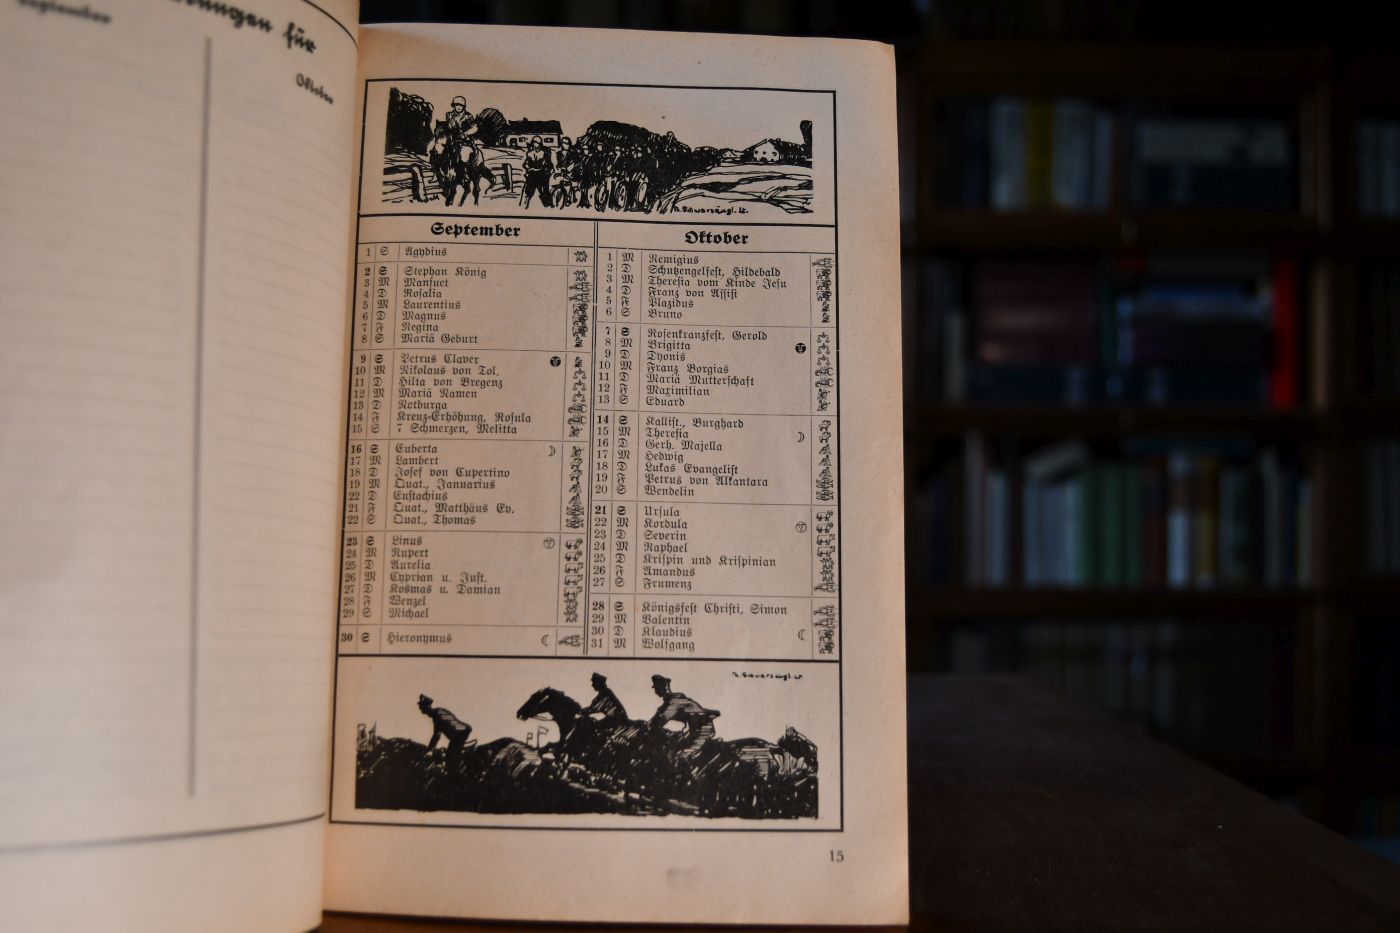 September
rungen für
Oktober
September
1 S Ägydius
2 S Stephan König
3 M Mansuet
4 D Rosalia
5 M Laurentius
6 D Magnus
7 F Regina
8 S Mariä Geburt
9 S Petrus Claver
10 M Nikolaus von Tol.
11 D Hilta von Bregenz
12 M Mariä Namen
13 D Notburga
14 F Kreuz-Erhöhung, Rosula
15 S 7 Schmerzen, Melitta
16 S Euberta
17 M Lambert
18 D Josef von Cupertino
19 M Quat., Januarius
22 D Eustachius
21 F Quat., Matthäus Ev.
22 S Quat., Thomas
23 S Linus
24 M Rupert
25 D Aurelia
26 M Cyprian u. Just.
27 D Kosmas u. Damian
28 F Wenzel
29 S Michael
30 S Hieronymus
Oktober
1 M Remigius
2 D Schutzengelfest, Hildebald
3 M Theresia vom Kinde Jesu
4 D Franz von Assisi
5 F Plazidus
6 S Bruno
7 S Rosenkranzfest, Gerold
8 M Brigitta
9 D Dyonis
10 M Franz Borgias
11 D Mariä Mutterschaft
12 F Maximilian
13 S Eduard
14 S Kallist., Burghard
15 M Theresia
16 D Gerh. Majella
17 M Hedwig
18 D Lukas Evangelist
19 F Petrus von Alkantara
20 S Wendelin
21 S Ursula
22 M Kordula
23 D Severin
24 M Raphael
25 D Krispin und Krispinian
26 F Amandus
27 S Frumenz
28 S Königsfest Christi, Simon
29 M Valentin
30 D Klaudius
31 M Wolfgang
15